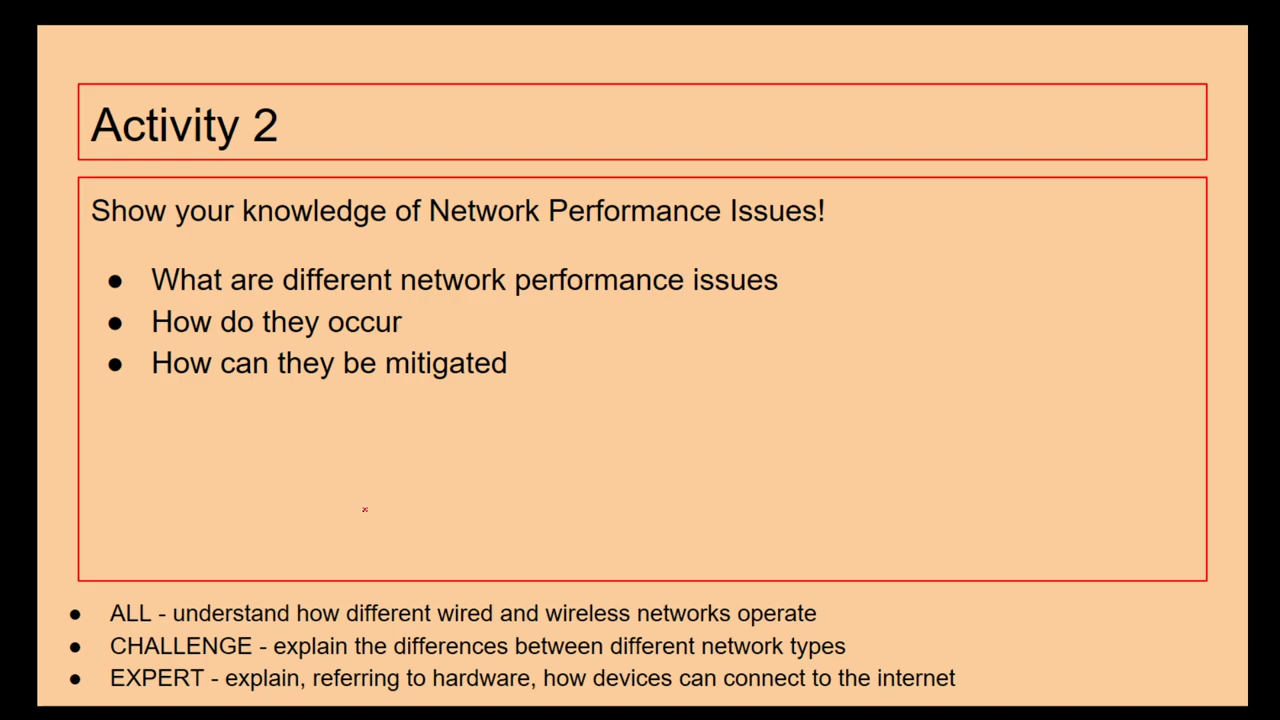 Activity 2
Show your knowledge of Network Performance Issues!
● What are different network performance issues
● How do they occur
● How can they be mitigated
● ALL - understand how different wired and wireless networks operate
● CHALLENGE - explain the differences between different network types
● EXPERT - explain, referring to hardware, how devices can connect to the internet